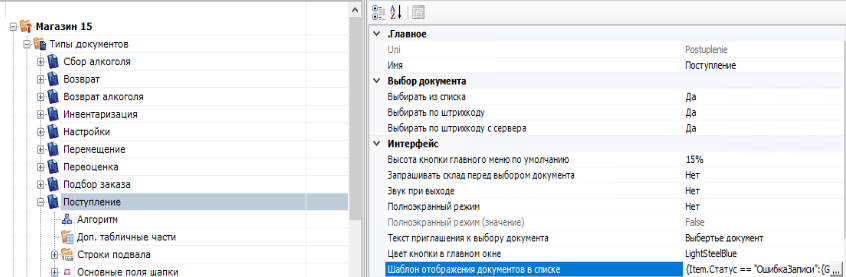 Магазин 15
Типы документов
Сбор алкоголя
Возврат
Возврат алкоголя
Инвентаризация
Настройки
Перемещение
Переоценка
Подбор заказа
Поступление
Алгоритм
Доп. табличные части
Строки подвала
Основные поля шапки
.Главное
Uni Postuplenie
Имя Поступление
Выбор документа
Выбирать из списка Да
Выбирать по штрихкоду Да
Выбирать по штрихкоду с сервера Да
Интерфейс
Высота кнопки главного меню по умолчанию 15%
Запрашивать склад перед выбором документа Нет
Звук при выходе Нет
Полноэкранный режим Нет
Полноэкранный режим (значение) False
Текст приглашения к выбору документа Выбертье документ
Цвет кнопки в главном окне LightSteelBlue
Шаблон отображения документов в списке {Item.Статус == "ОшибкаЗаписи":{G ...